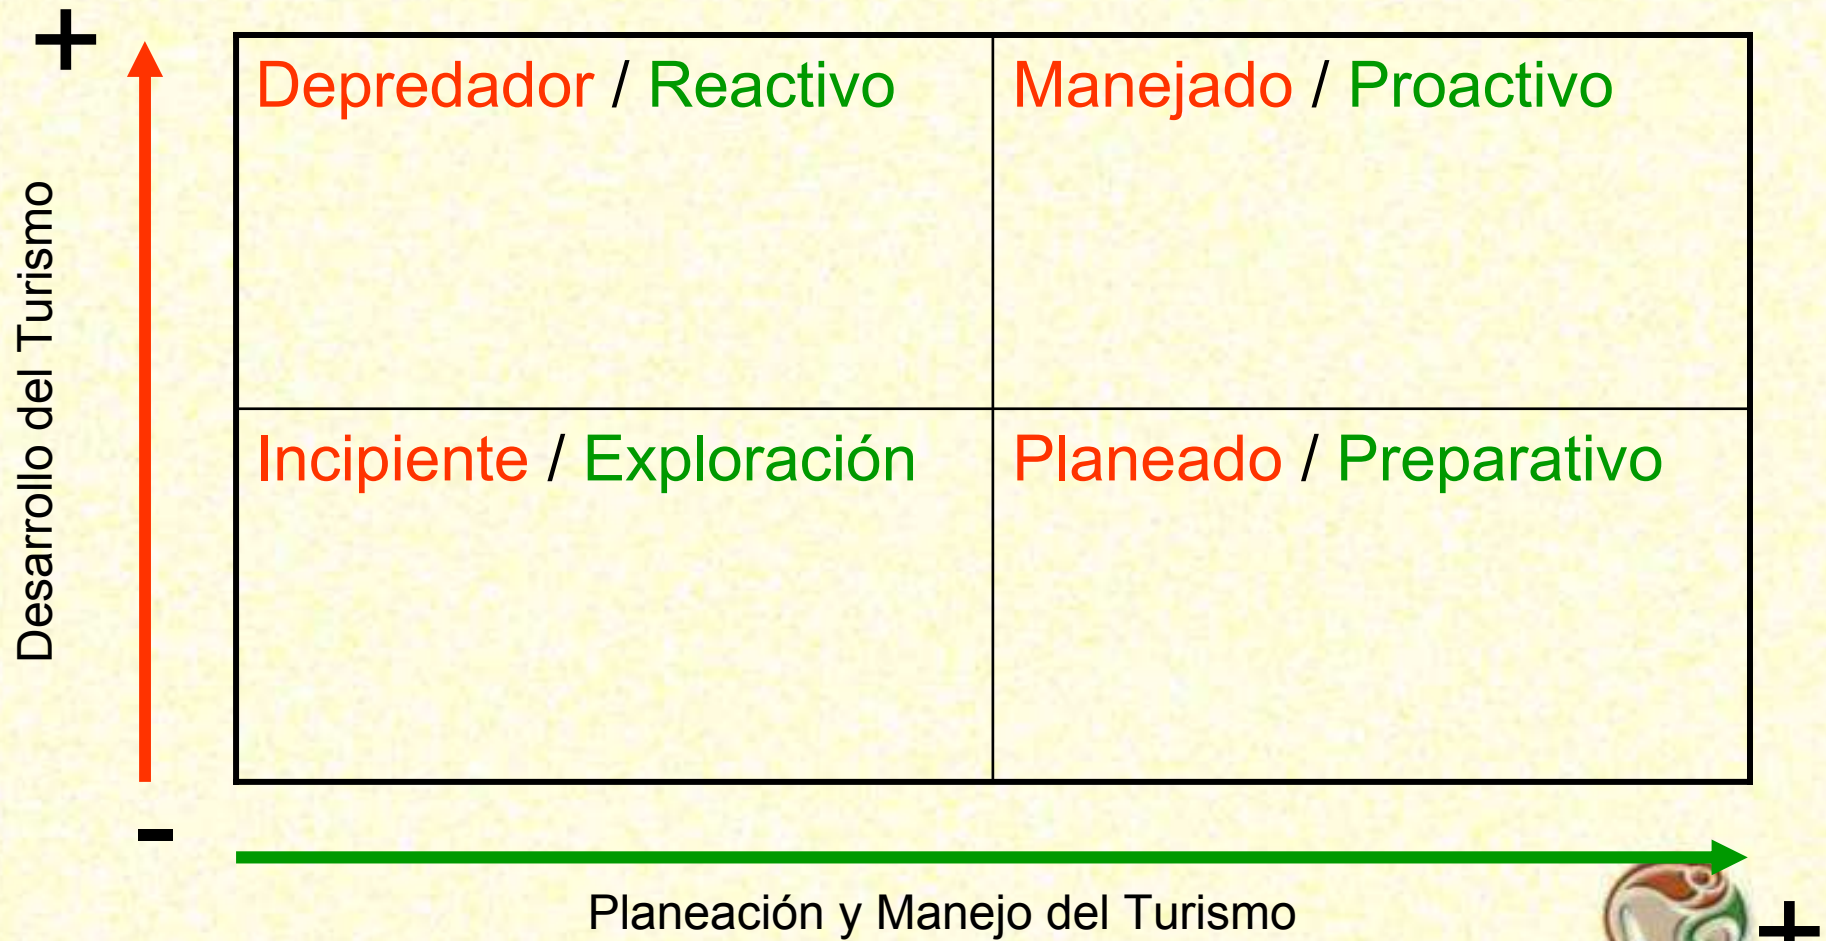 +
Depredador / Reactivo
Manejado / Proactivo
Desarrollo del Turismo
Incipiente / Exploración
Planeado / Preparativo
-
Planeación y Manejo del Turismo
+